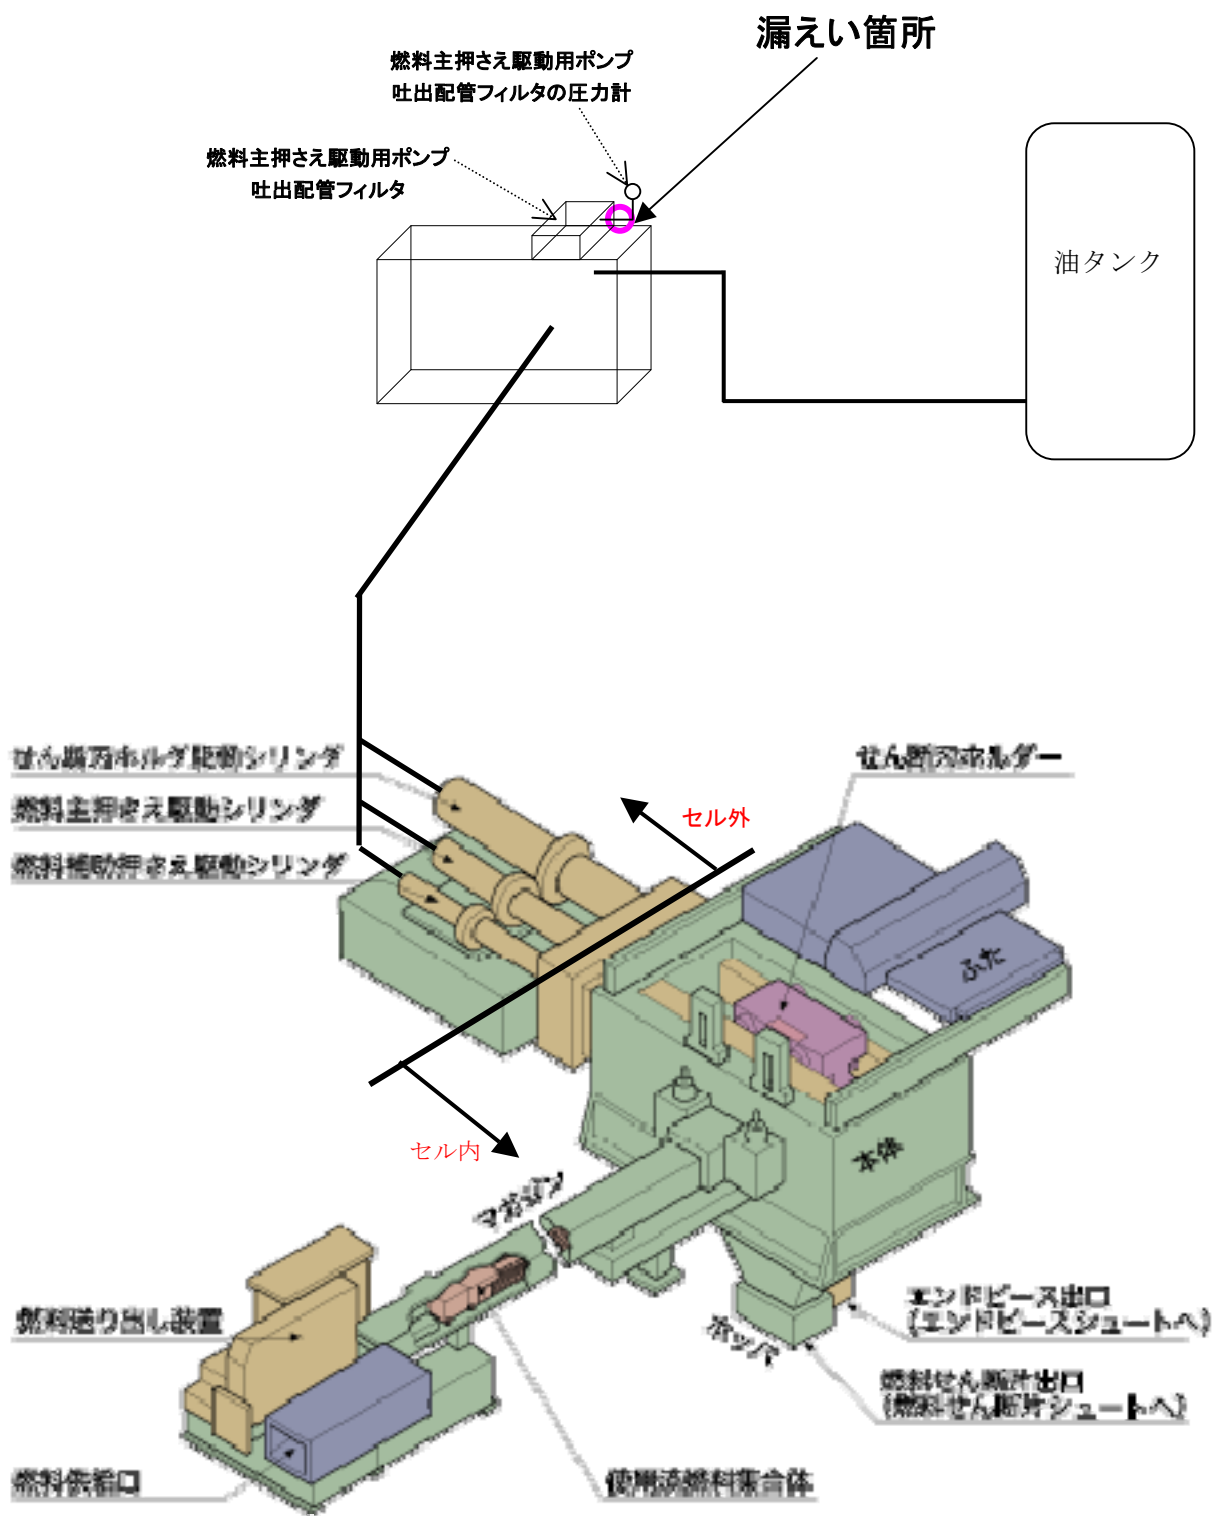 漏えい箇所
燃料主押さえ駆動用ポンプ
吐出配管フィルタの圧力計
燃料主押さえ駆動用ポンプ
吐出配管フィルタ
油タンク
せん断刃ホルダ駆動シリンダ
せん断刃ホルダー
燃料主押さえ駆動シリンダ
セル外
燃料補助押さえ駆動シリンダ
ふた
セル内
本体
マガジン
燃料送り出し装置
エンドピース出口
(エンドピースシュートへ)
ホッパ
燃料せん断片出口
(燃料せん断片シュートへ)
燃料供給口
使用済燃料集合体